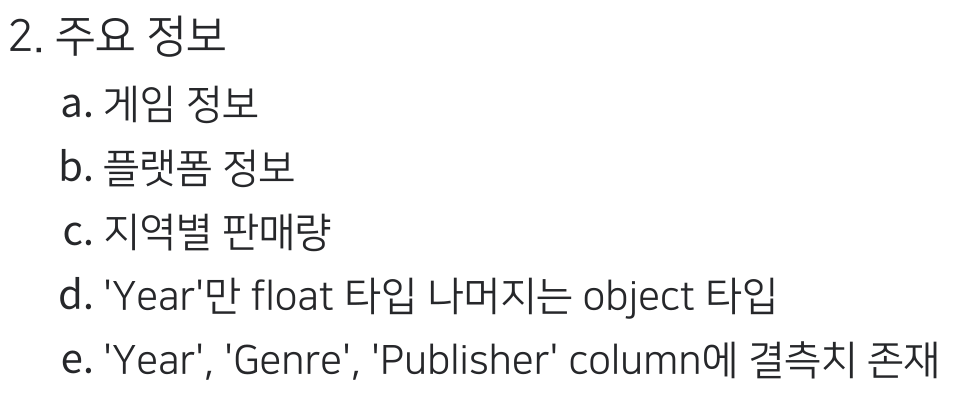 2. 주요 정보
a. 게임 정보
b. 플랫폼 정보
c. 지역별 판매량
d. 'Year'만 float 타입 나머지는 object 타입
e. 'Year', 'Genre', 'Publisher' column에 결측치 존재